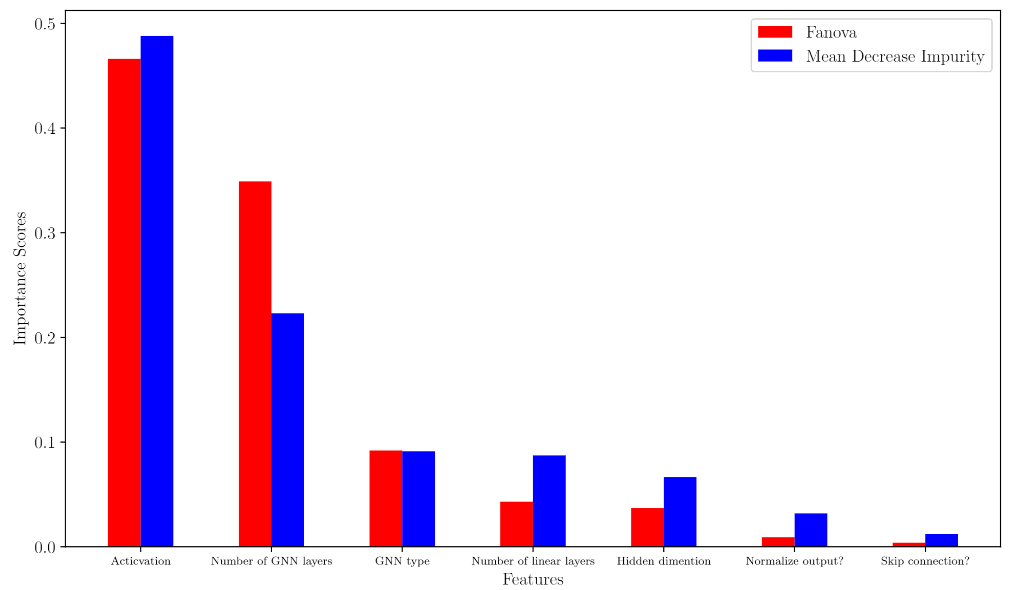 Fanova
Mean Decrease Impurity
Importance Scores
0.5
0.4
0.3
0.2
0.1
0.0
Acticvation
Number of GNN layers
GNN type
Number of linear layers
Hidden dimention
Normalize output?
Skip connection?
Features